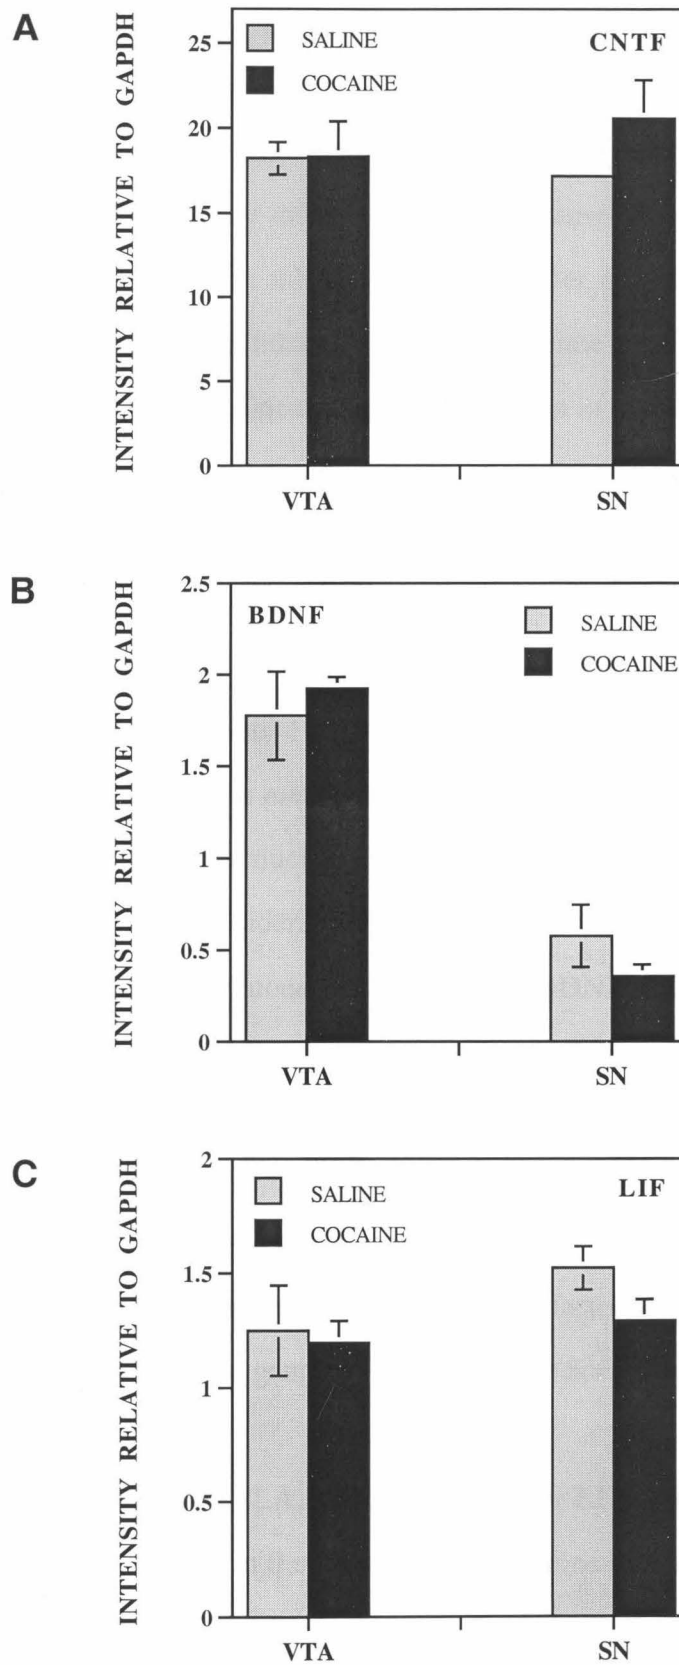 A
INTENSITY RELATIVE TO GAPDH
SALINE
COCAINE
CNTF
25
20
15
10
5
0
VTA
SN
B
INTENSITY RELATIVE TO GAPDH
BDNF
SALINE
COCAINE
2.5
2
1.5
1
0.5
0
VTA
SN
C
INTENSITY RELATIVE TO GAPDH
SALINE
COCAINE
LIF
2
1.5
1
0.5
0
VTA
SN